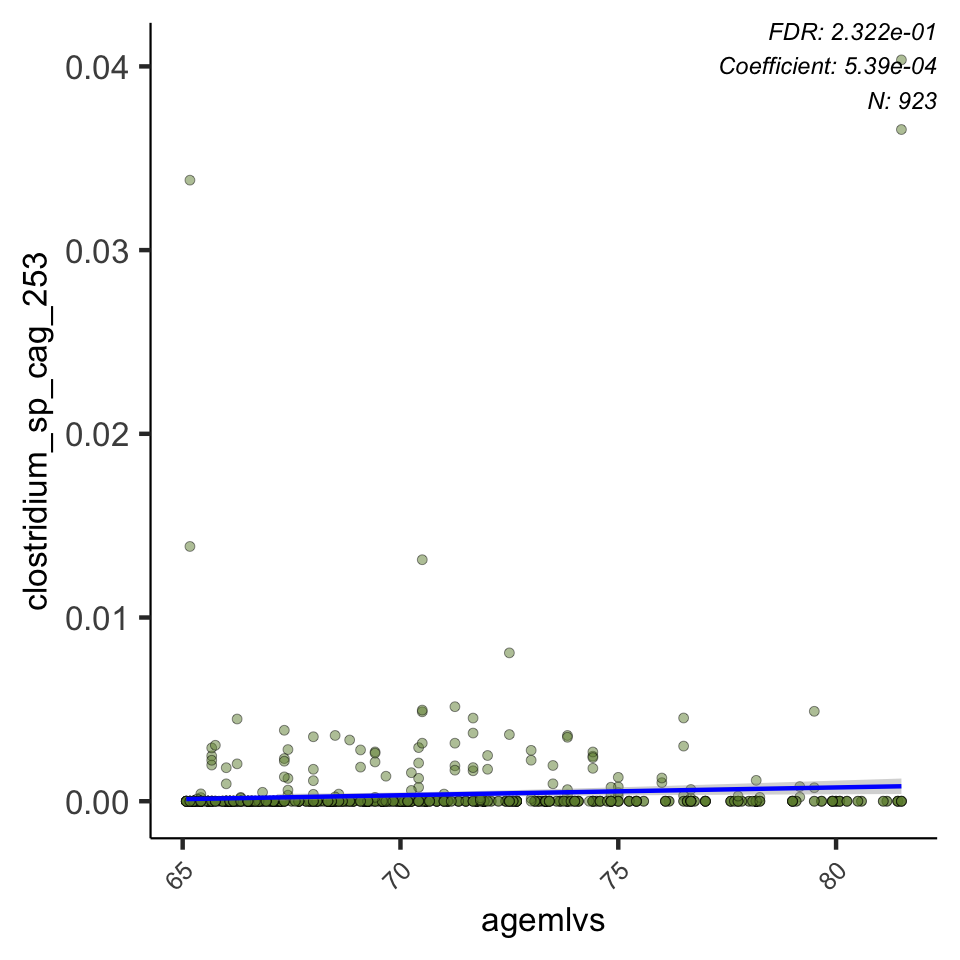 FDR: 2.322e-01
Coefficient: 5.39e-04
N: 923
clostridium_sp_cag_253
0.04
0.03
0.02
0.01
0.00
65
70
75
80
agemlvs